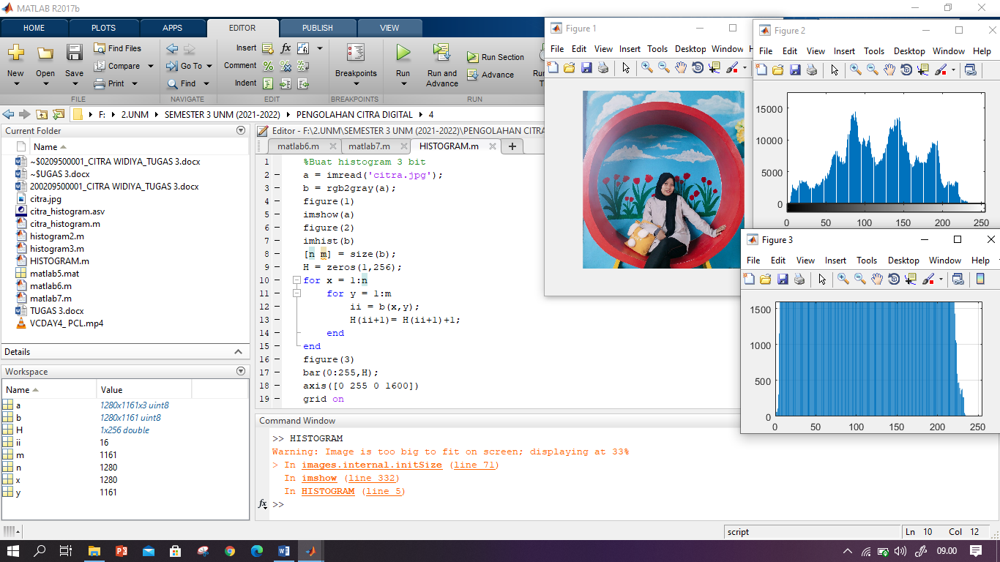 MATLAB R2017b
HOME PLOTS APPS EDITOR PUBLISH VIEW
New Open Save
Find Files
Compare
Print
FILE
Go To
Find
NAVIGATE
Insert
Comment
Indent
EDIT
Breakpoints
BREAKPOINTS
Run
Run and
Advance
Run Section
Advance
RUN
F: 2.UNM SEMESTER 3 UNM (2021-2022) PENGOLAHAN CITRA DIGITAL 4
Current Folder
Name
~$0209500001_CITRA WIDIYA_TUGAS 3.docx
~$UGAS 3.docx
200209500001_CITRA WIDIYA_TUGAS 3.docx
citra.jpg
citra_histogram.asv
citra_histogram.m
histogram2.m
histogram3.m
HISTOGRAM.m
matlab5.mat
matlab6.m
matlab7.m
TUGAS 3.docx
VCDAY4_ PCL.mp4
Details
Workspace
Name Value
a 1280x1161x3 uint8
b 1280x1161 uint8
H 1x256 double
ii 16
m 1161
n 1280
x 1280
y 1161
Editor - F:\2.UNM\SEMESTER 3 UNM (2021-2022)\PENGOLAHAN CITRA
matlab6.m matlab7.m HISTOGRAM.m
1 %Buat histogram 3 bit
2 a = imread('citra.jpg');
3 b = rgb2gray(a);
4 figure(1)
5 imshow(a)
6 figure(2)
7 imhist(b)
8 [n m] = size(b);
9 H = zeros(1,256);
10 for x = 1:n
11 for y = 1:m
12 ii = b(x,y);
13 H(ii+1)= H(ii+1)+1;
14 end
15 end
16 figure(3)
17 bar(0:255,H);
18 axis([0 255 0 1600])
19 grid on
Command Window
>> HISTOGRAM
Warning: Image is too big to fit on screen; displaying at 33%
> In images.internal.initSize (line 71)
In imshow (line 332)
In HISTOGRAM (line 5)
fx >>
Figure 1
File Edit View Insert Tools Desktop Window
Figure 2
File Edit View Insert Tools Desktop Window Help
15000
10000
5000
0
0 50 100 150 200 250
Figure 3
File Edit View Insert Tools Desktop Window Help
1500
1000
500
0
0 50 100 150 200 250
script Ln 10 Col 12
09.00